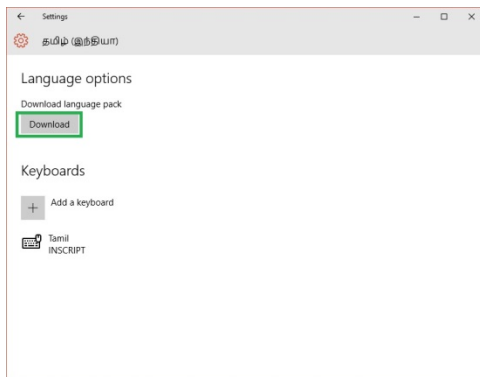 Settings
தமிழ் (இந்தியா)
Language options
Download language pack
Download
Keyboards
Add a keyboard
Tamil
INSCRIPT